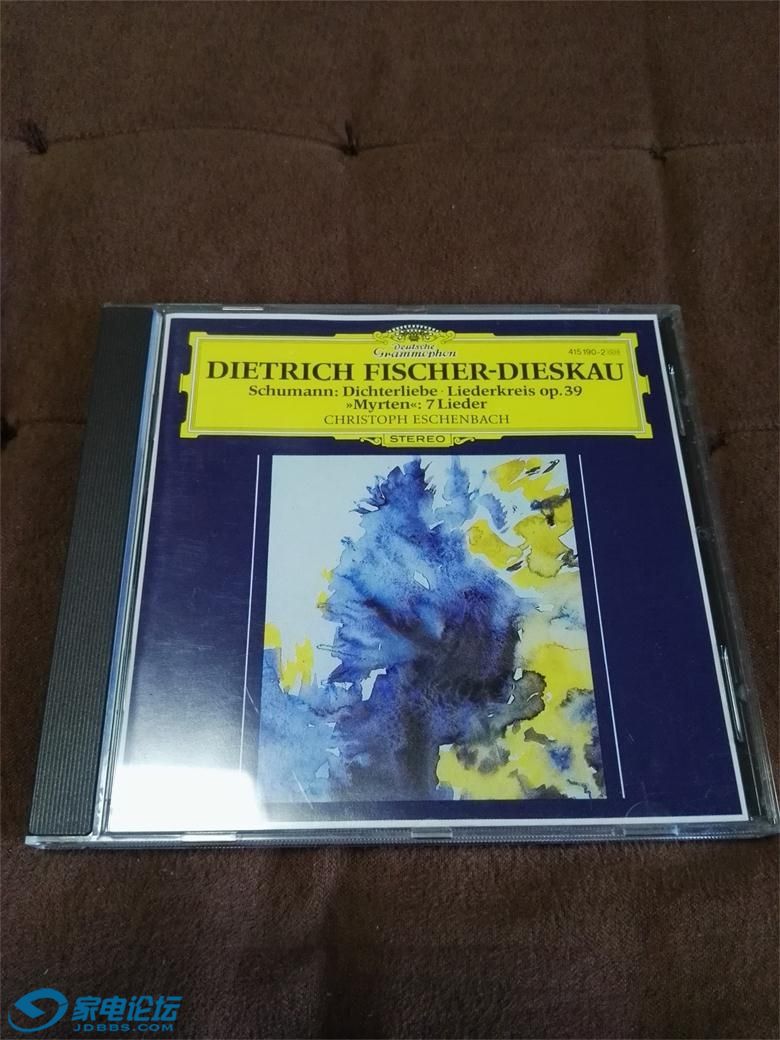 Deutsche
Grammophon
415 190-2
DIETRICH FISCHER-DIESKAU
Schumann: Dichterliebe · Liederkreis op. 39
»Myrten«: 7 Lieder
CHRISTOPH ESCHENBACH
STEREO
家电论坛
JDBBS.COM